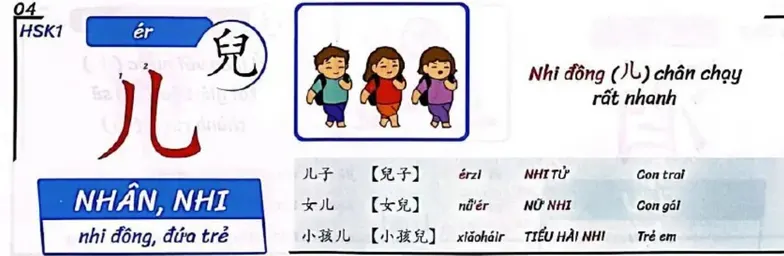 04
HSK1
ér
兒
1 2
儿
NHÂN, NHI
nhi đồng, đứa trẻ
Nhi đồng (儿) chân chạy
rất nhanh
儿子 【兒子】 érzi NHI TỬ Con trai
女儿 【女兒】 nǚ'ér NỮ NHI Con gái
小孩儿 【小孩兒】 xiǎoháir TIỂU HÀI NHI Trẻ em